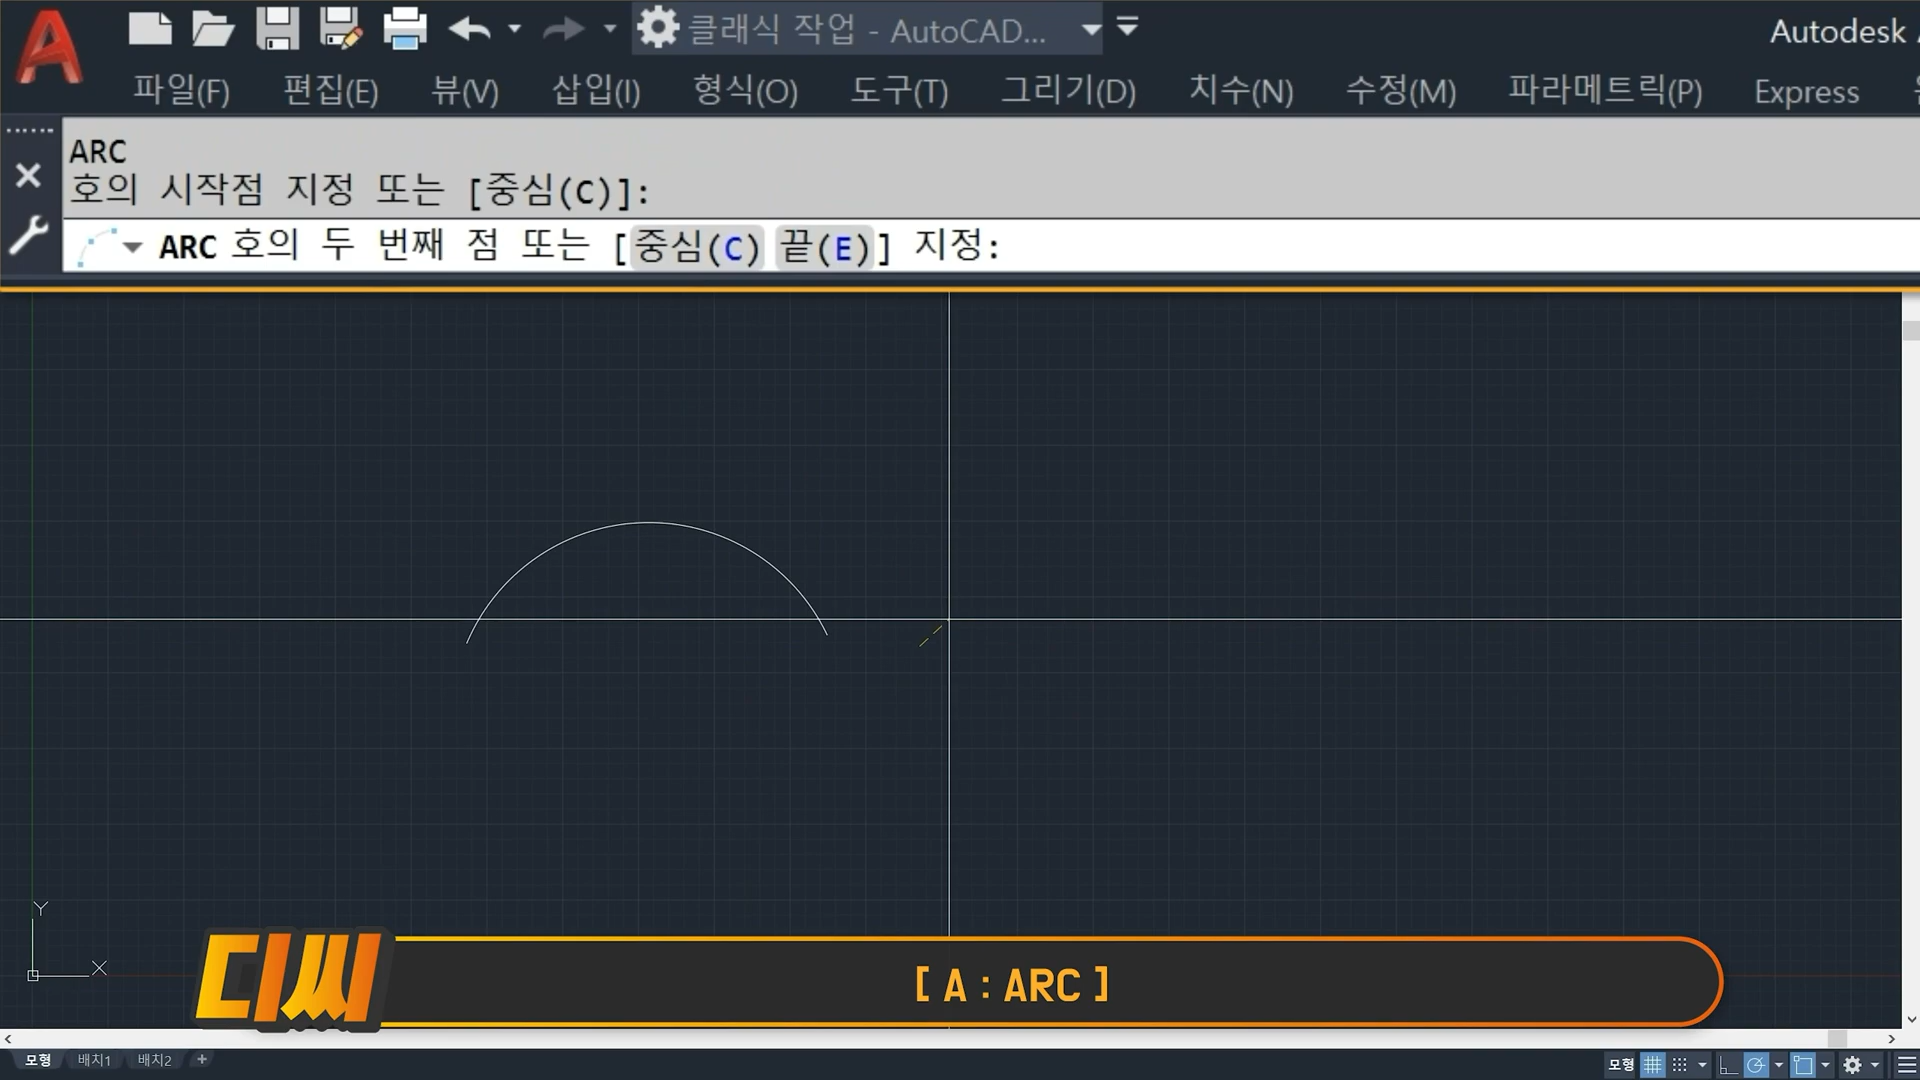 클래식 작업 - AutoCAD...
Autodesk
파일(F) 편집(E) 뷰(V) 삽입(I) 형식(O) 도구(T) 그리기(D) 치수(N) 수정(M) 파라메트릭(P) Express
ARC
호의 시작점 지정 또는 [중심(C)]:
ARC 호의 두 번째 점 또는 [중심(C) 끝(E)] 지정:
Y
X
디씨
[ A : ARC ]
모형 배치1 배치2 +
모형